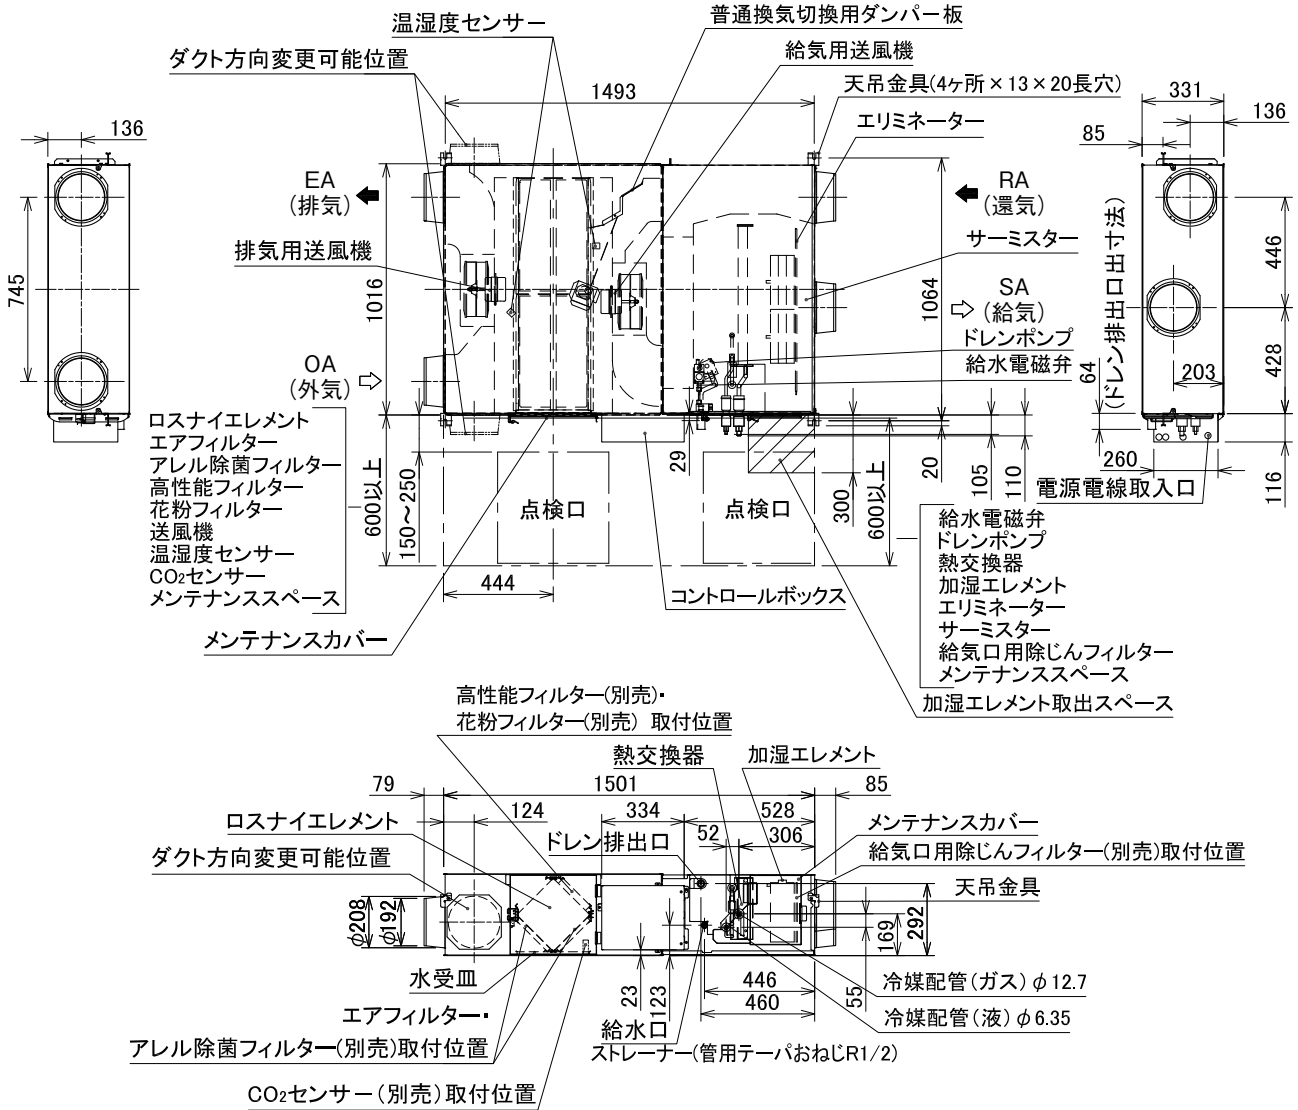 温湿度センサー
普通換気切換用ダンパー板
ダクト方向変更可能位置
給気用送風機
1493
天吊金具(4ヶ所×13×20長穴)
331
エリミネーター
136
85
136
EA
(排気)
RA
(還気)
排気用送風機
サーミスター
745
1016
1064
446
(ドレン排出口出寸法)
SA
(給気)
OA
(外気)
ドレンポンプ
給水電磁弁
64
203
428
ロスナイエレメント
エアフィルター
アレル除菌フィルター
高性能フィルター
花粉フィルター
送風機
温湿度センサー
CO₂センサー
メンテナンススペース
600以上
150～250
点検口
点検口
29
300
600以上
20
105
110
260
電源電線取入口
116
444
コントロールボックス
メンテナンスカバー
給水電磁弁
ドレンポンプ
熱交換器
加湿エレメント
エリミネーター
サーミスター
給気口用除じんフィルター
メンテナンススペース
加湿エレメント取出スペース
高性能フィルター(別売)・
花粉フィルター(別売) 取付位置
熱交換器
加湿エレメント
79
1501
85
124
334
528
ロスナイエレメント
ドレン排出口
52
306
メンテナンスカバー
ダクト方向変更可能位置
給気口用除じんフィルター(別売)取付位置
天吊金具
φ208
φ192
169
292
水受皿
23
123
446
460
55
冷媒配管(ガス)φ12.7
冷媒配管(液)φ6.35
エアフィルター・
アレル除菌フィルター(別売)取付位置
給水口
ストレーナー(管用テーパおねじR1/2)
CO₂センサー(別売)取付位置